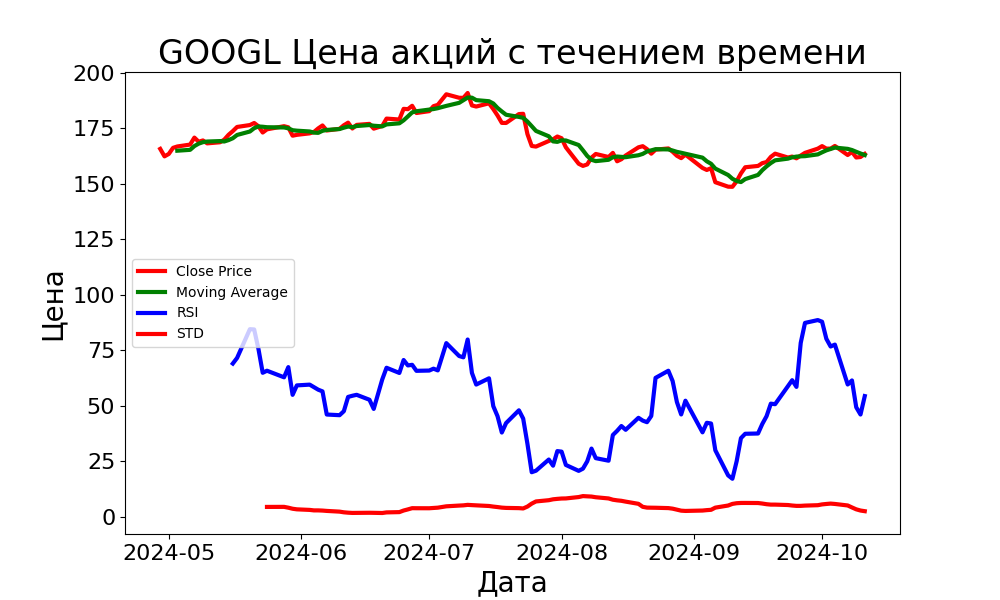 GOOGL Цена акций с течением времени
200
175
150
125
100
75
50
25
0
Цена
Close Price
Moving Average
RSI
STD
2024-05 2024-06 2024-07 2024-08 2024-09 2024-10
Дата